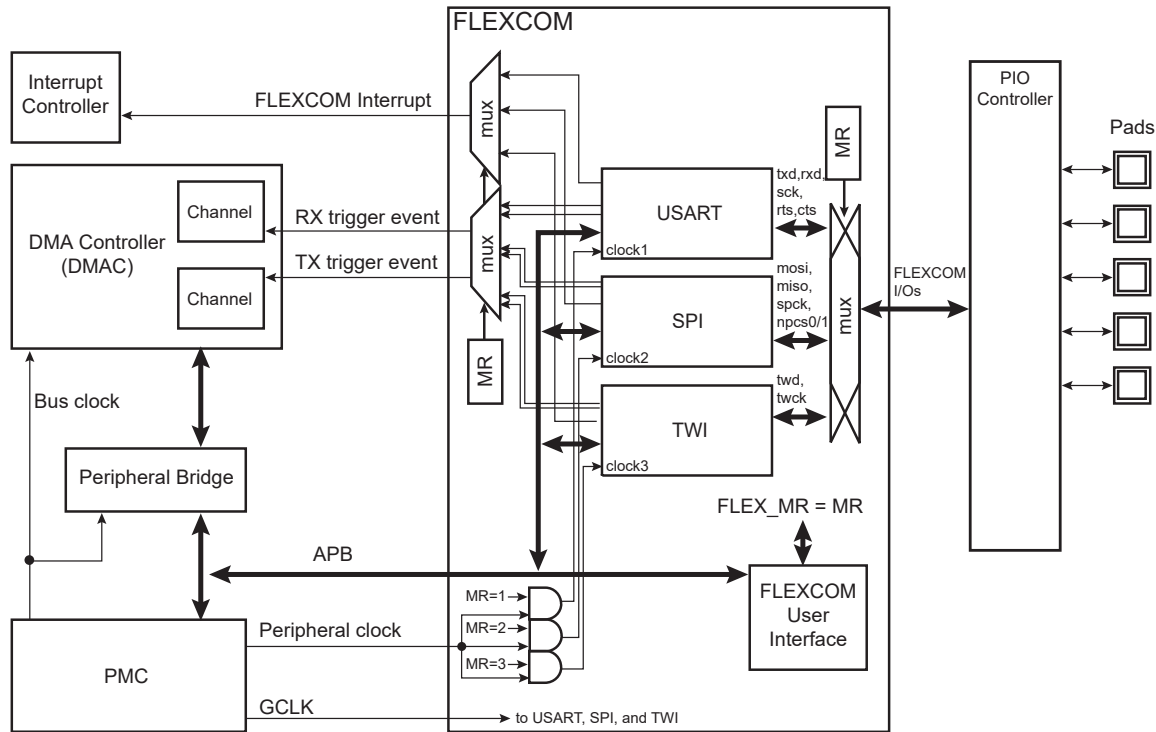 FLEXCOM
Interrupt
Controller
FLEXCOM Interrupt
mux
MR
PIO
Controller
Pads
DMA Controller
(DMAC)
Channel
Channel
RX trigger event
TX trigger event
mux
MR
USART
clock1
txd,rxd,
sck,
rts,cts
SPI
clock2
mosi,
miso,
spck,
npcs0/1
TWI
clock3
twd,
twck
mux
FLEXCOM
I/Os
Bus clock
Peripheral Bridge
APB
FLEX_MR = MR
FLEXCOM
User
Interface
MR=1
MR=2
MR=3
Peripheral clock
PMC
GCLK
to USART, SPI, and TWI